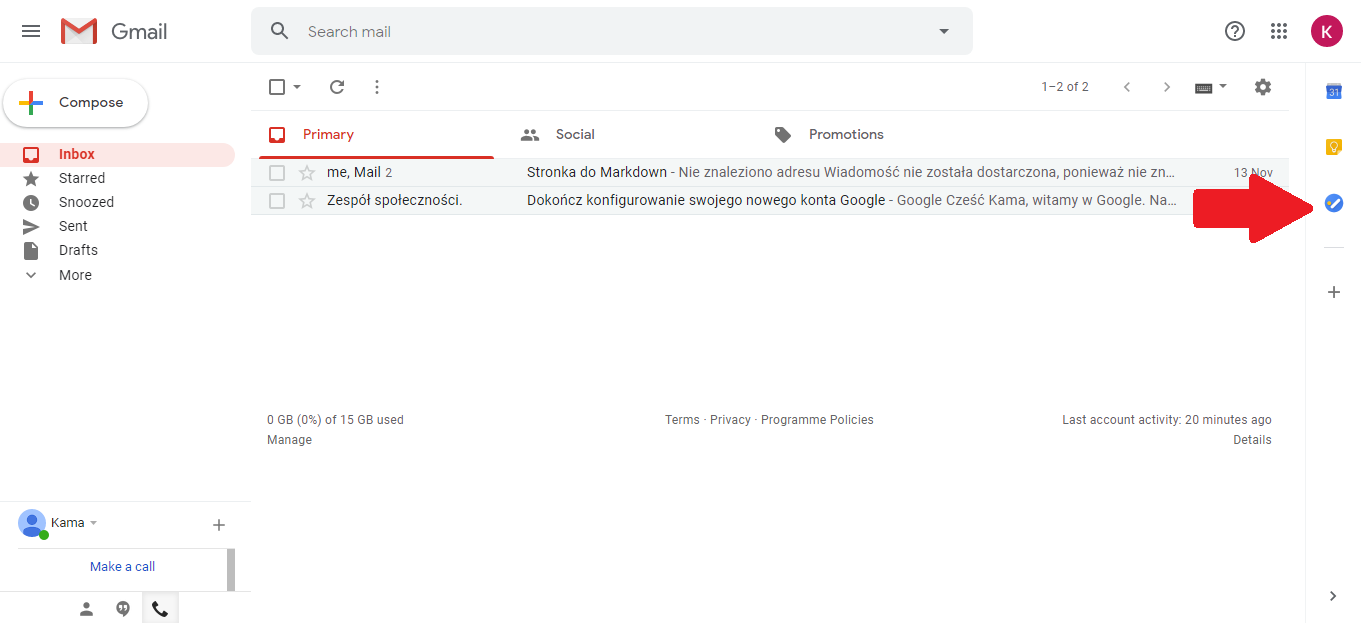 Gmail
Search mail
K
Compose
1–2 of 2
31
Primary
Social
Promotions
Inbox
me, Mail 2
Stronka do Markdown - Nie znaleziono adresu Wiadomość nie została dostarczona, ponieważ nie zn…
13 Nov
Starred
Zespół społeczności.
Dokończ konfigurowanie swojego nowego konta Google - Google Cześć Kama, witamy w Google. Na…
Snoozed
Sent
Drafts
More
0 GB (0%) of 15 GB used
Manage
Terms · Privacy · Programme Policies
Last account activity: 20 minutes ago
Details
Kama
Make a call